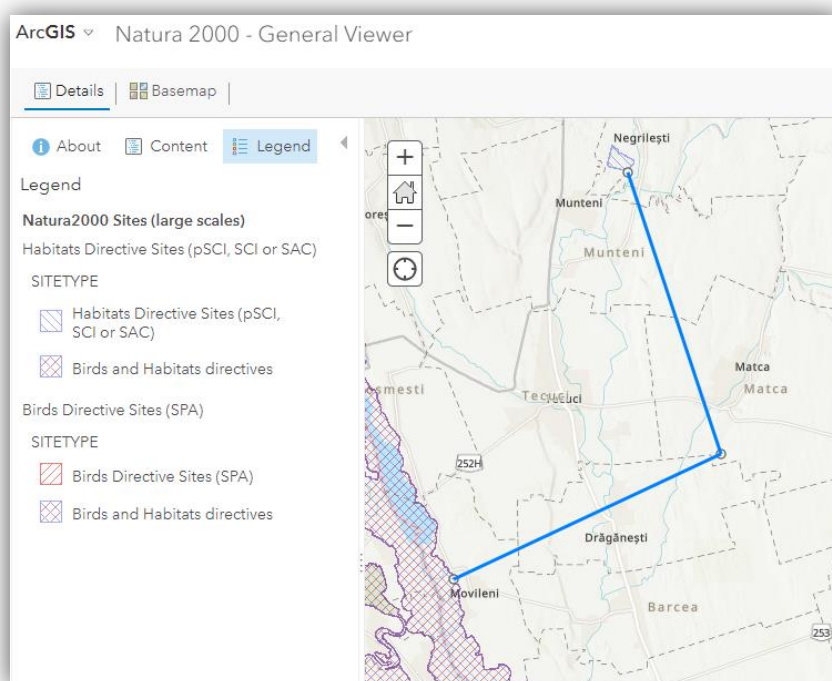 ArcGIS Natura 2000 - General Viewer
Details Basemap
About Content Legend
Legend
Natura2000 Sites (large scales)
Habitats Directive Sites (pSCI, SCI or SAC)
SITETYPE
Habitats Directive Sites (pSCI,
SCI or SAC)
Birds and Habitats directives
Birds Directive Sites (SPA)
SITETYPE
Birds Directive Sites (SPA)
Birds and Habitats directives
Negrilești
Munteni
Munteni
Matca
Matca
Tecuci
252H
Drăgănești
Movileni
Barcea
253